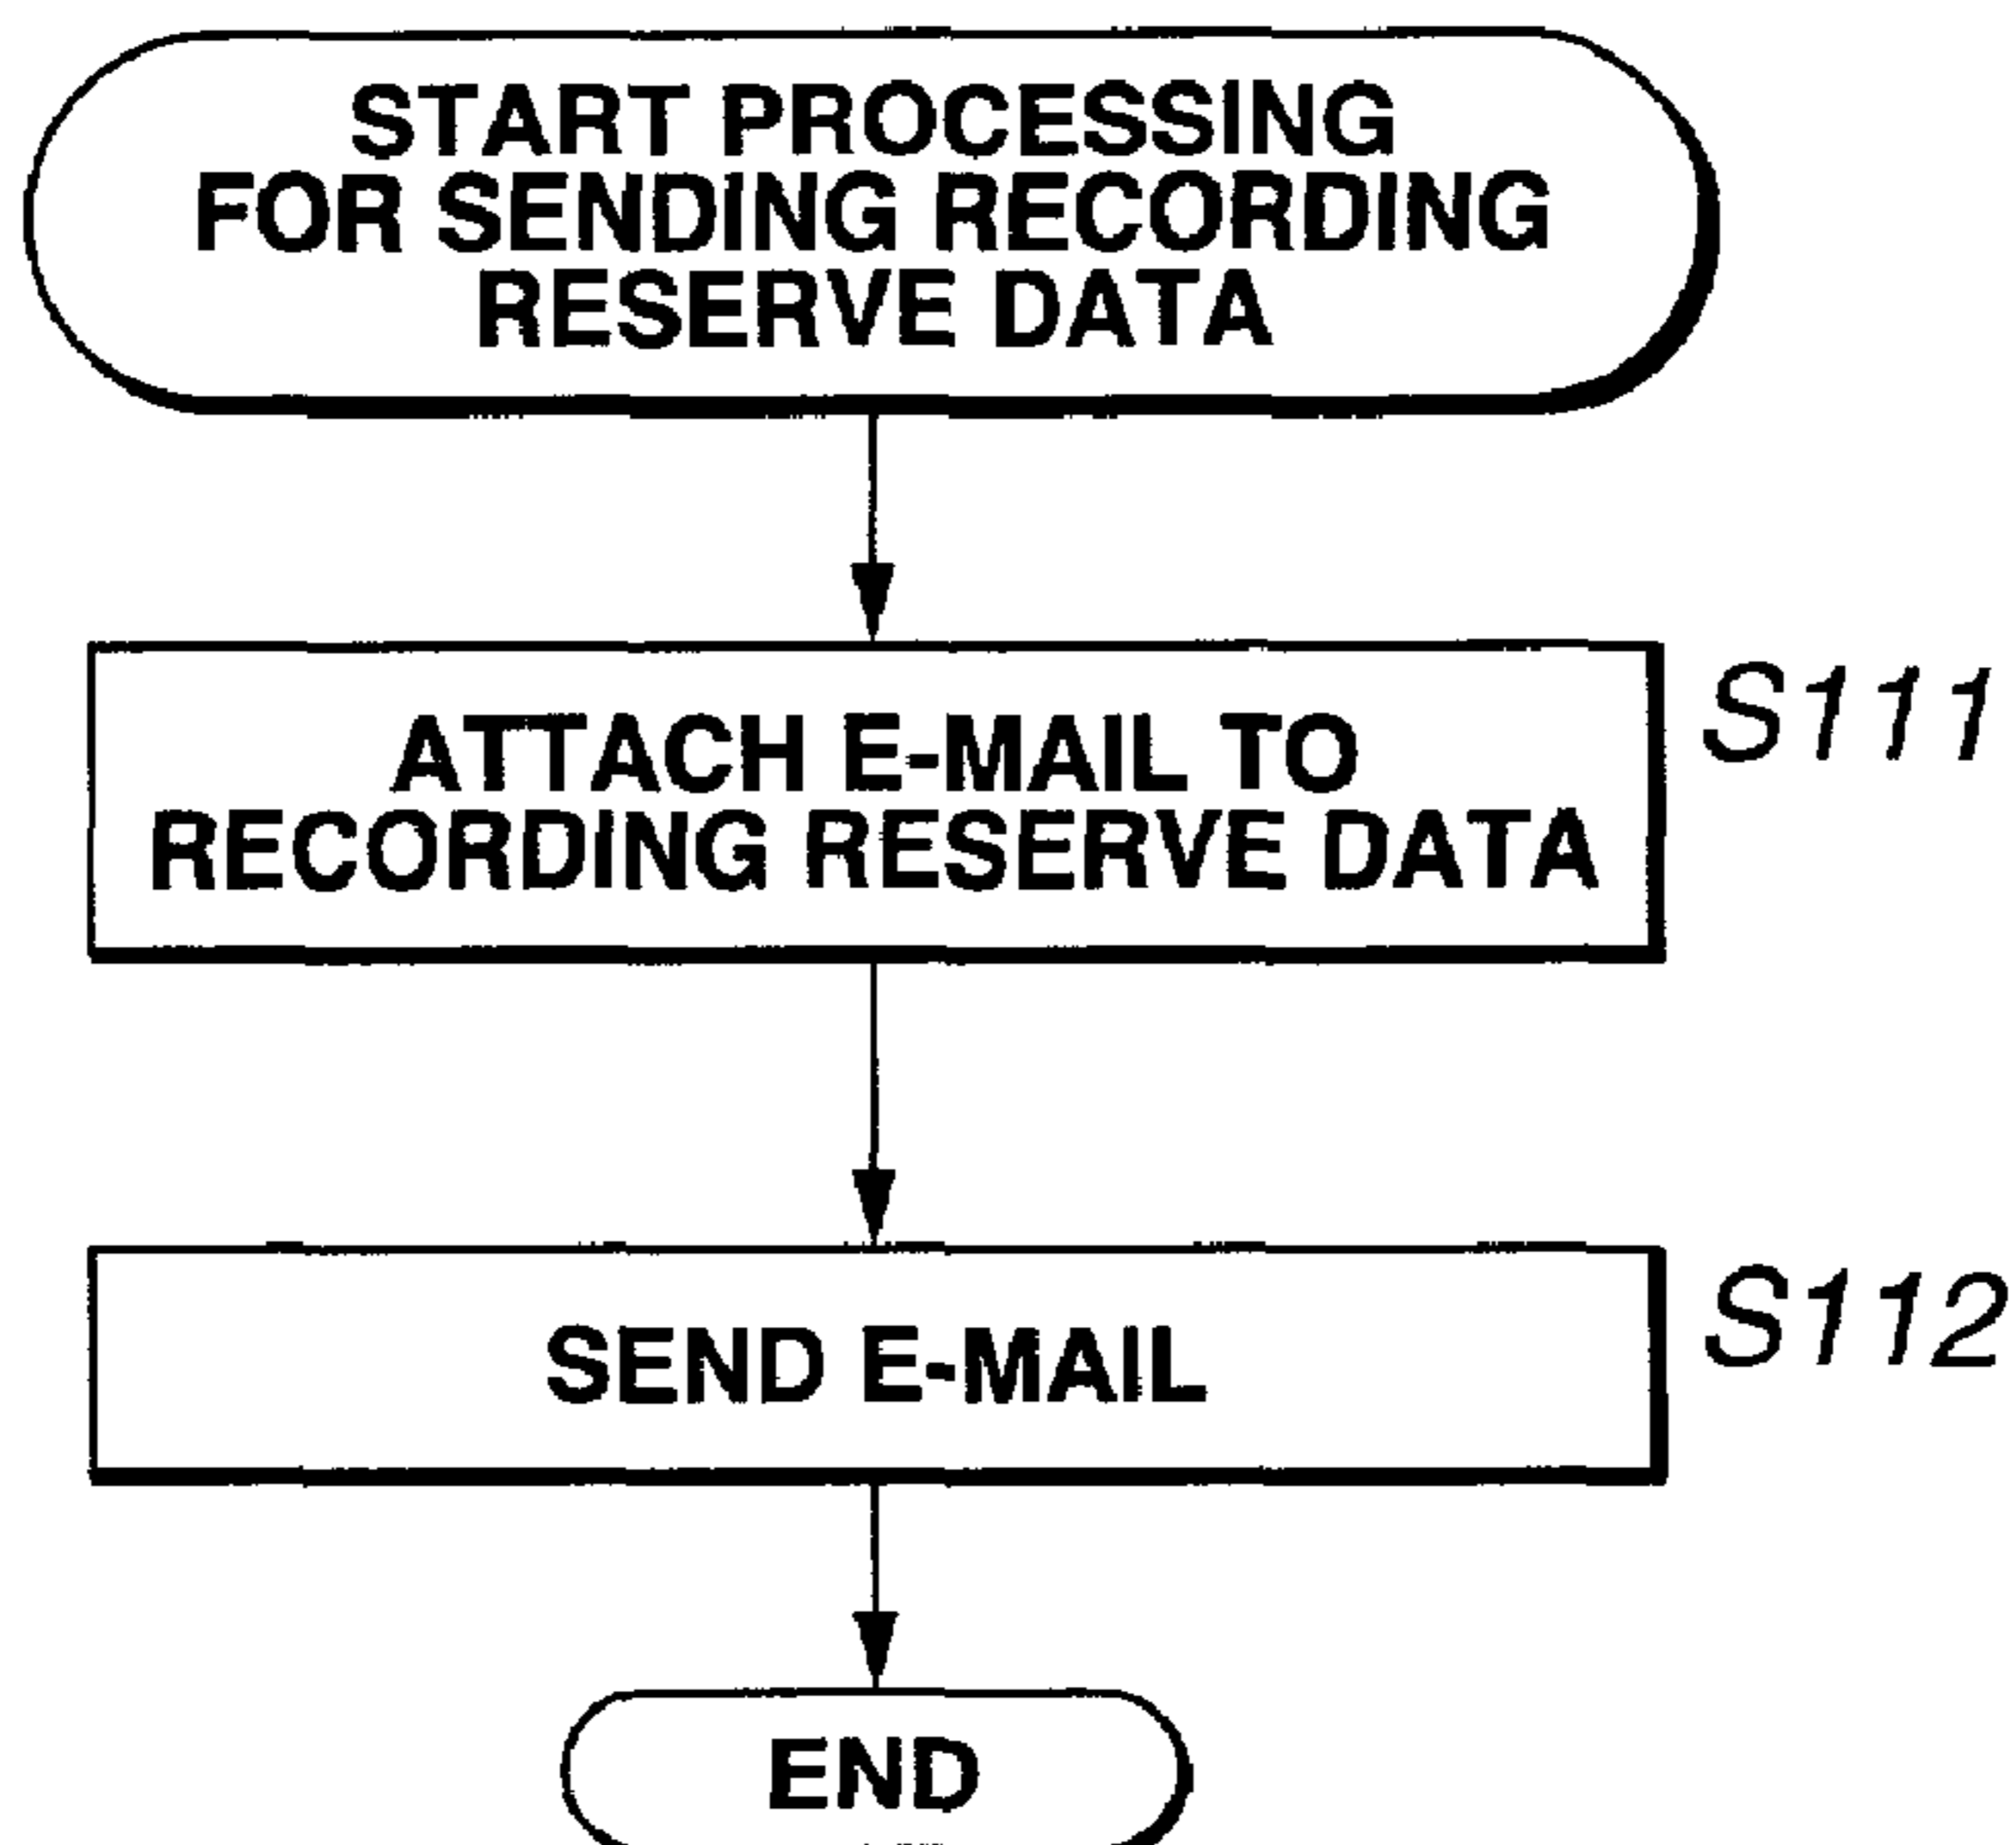 START PROCESSING
FOR SENDING RECORDING
RESERVE DATA
ATTACH E-MAIL TO
RECORDING RESERVE DATA
S111
SEND E-MAIL
S112
END